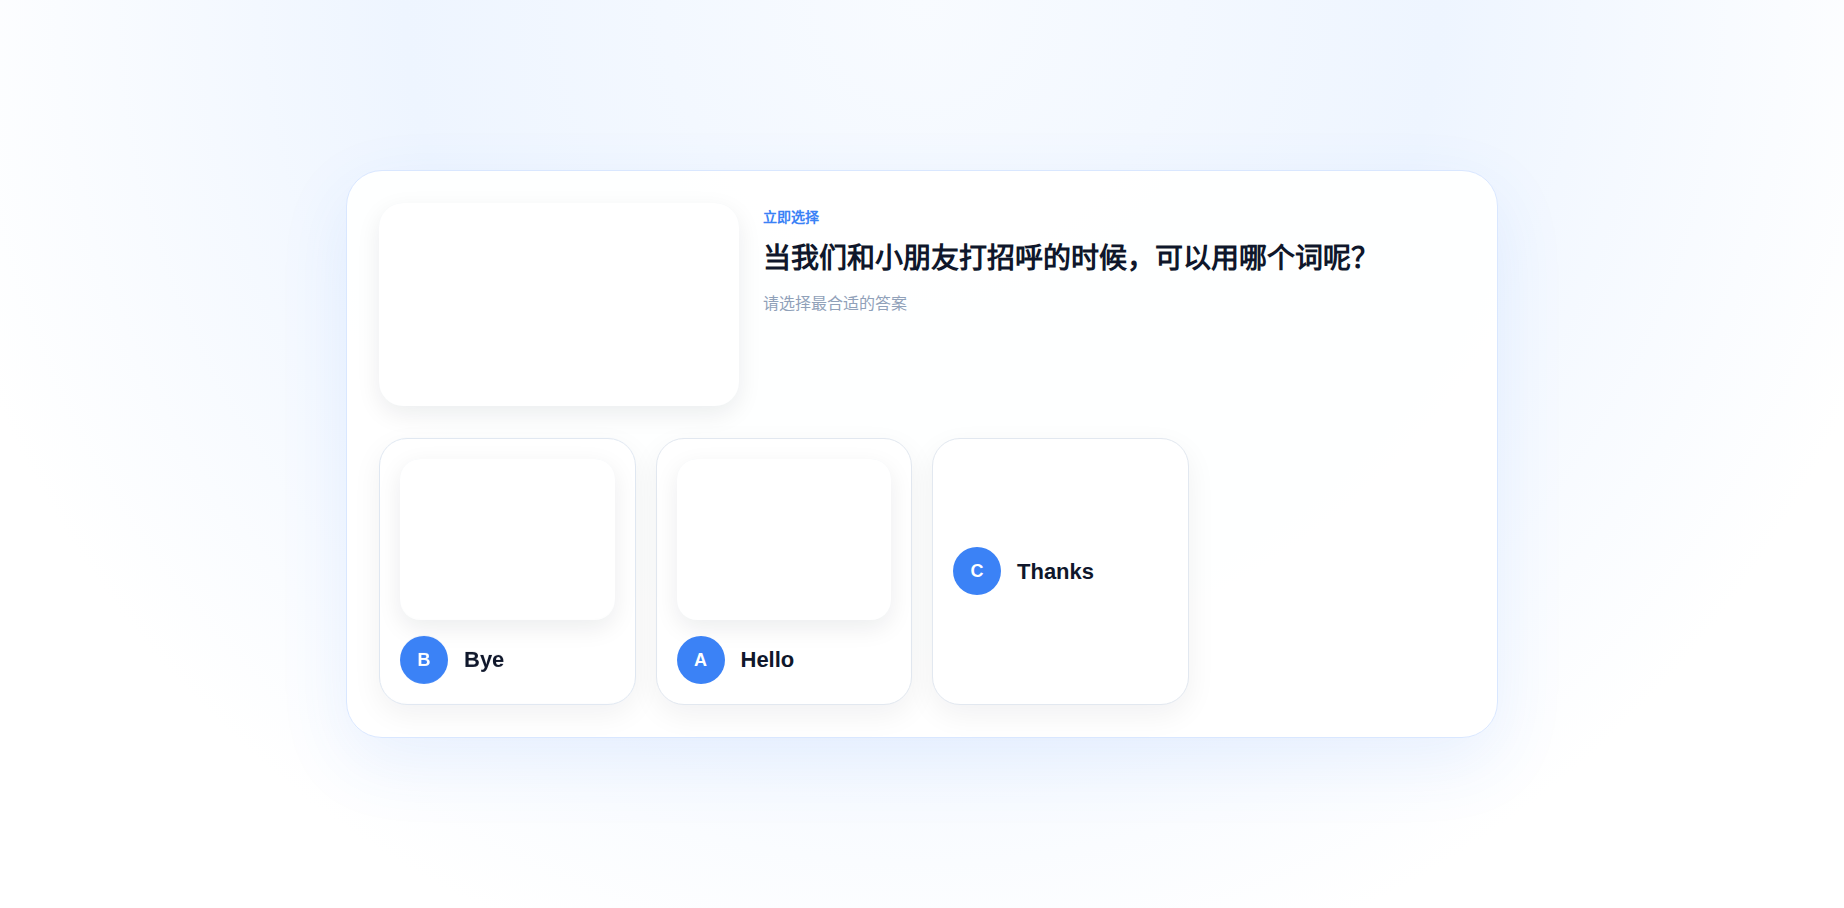 立即选择
当我们和小朋友打招呼的时候，可以用哪个词呢？
请选择最合适的答案
B Bye
A Hello
C Thanks